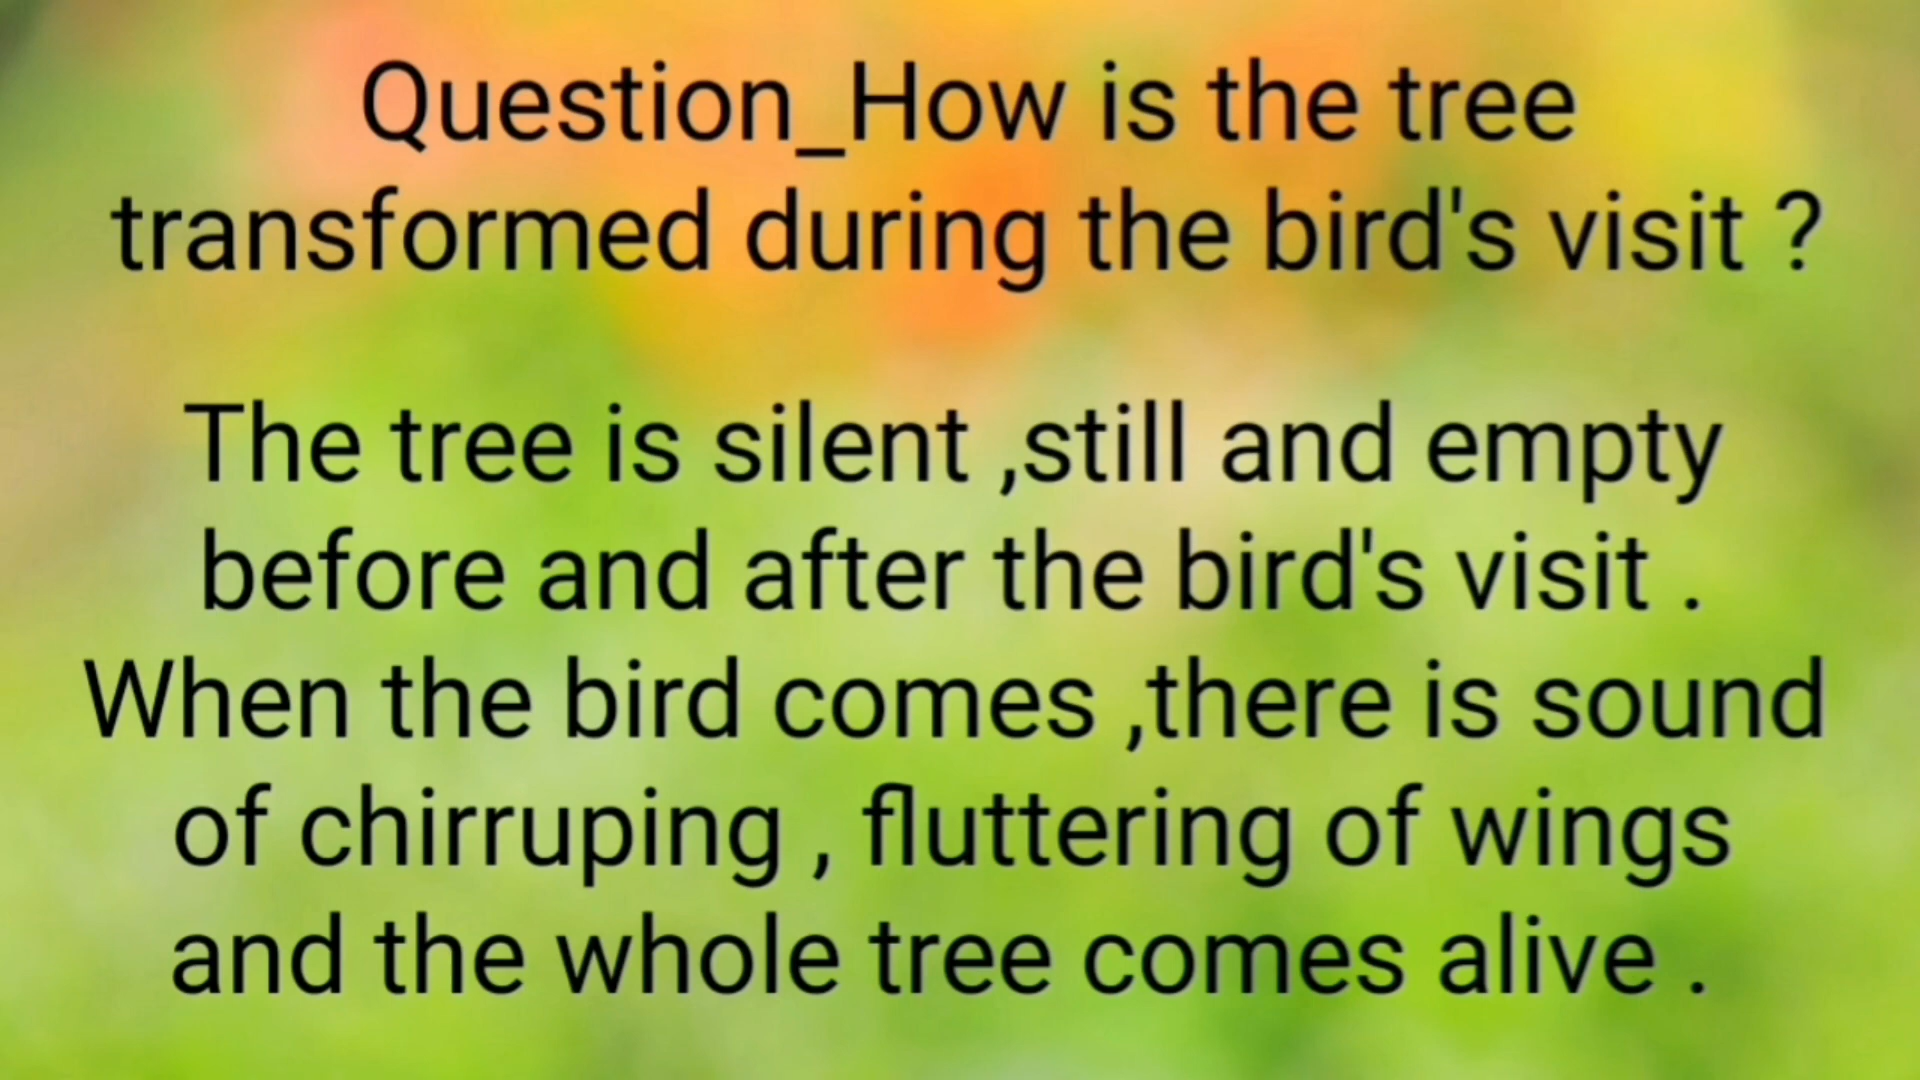 Question_How is the tree
transformed during the bird's visit ?
The tree is silent ,still and empty
before and after the bird's visit .
When the bird comes ,there is sound
of chirruping , fluttering of wings
and the whole tree comes alive .